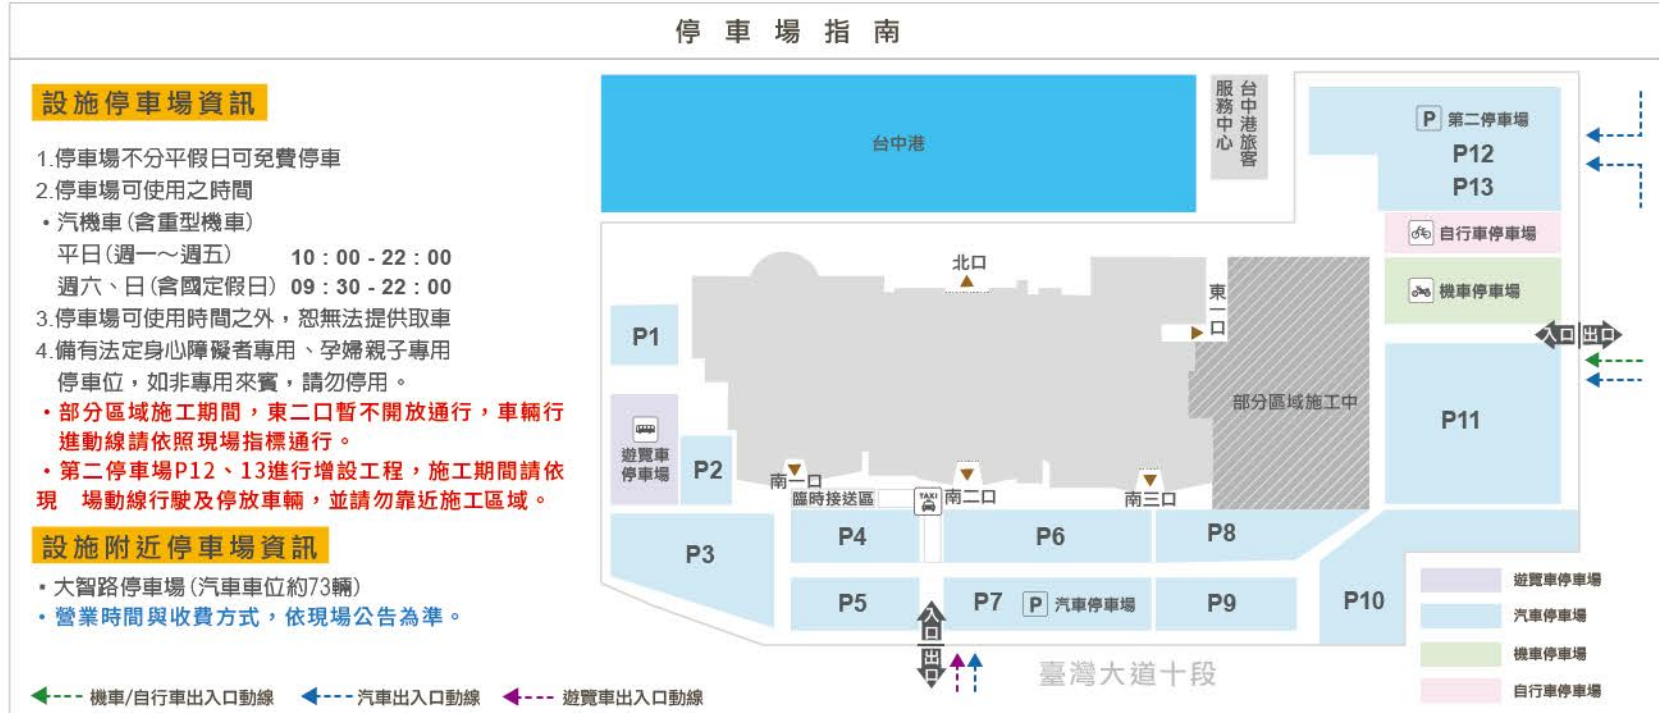 停車場指南
設施停車場資訊
1.停車場不分平假日可免費停車
2.停車場可使用之時間
・汽機車(含重型機車)
平日(週一～週五) 10：00 - 22：00
週六、日(含國定假日) 09：30 - 22：00
3.停車場可使用時間之外，恕無法提供取車
4.備有法定身心障礙者專用、孕婦親子專用
停車位，如非專用來賓，請勿停用。
・部分區域施工期間，東二口暫不開放通行，車輛行
進動線請依照現場指標通行。
・第二停車場P12、13進行增設工程，施工期間請依
現 場動線行駛及停放車輛，並請勿靠近施工區域。
設施附近停車場資訊
・大智路停車場(汽車車位約73輛)
・營業時間與收費方式，依現場公告為準。
機車/自行車出入口動線
汽車出入口動線
遊覽車出入口動線
台中港
台中港旅客
服務中心
P 第二停車場
P12
P13
自行車停車場
機車停車場
入口 出口
北口
東一口
P1
部分區域施工中
P11
遊覽車
停車場
P2
南一口
臨時接送區
TAXI
南二口
南三口
P3
P4
P6
P8
P5
P7
P 汽車停車場
P9
P10
入口
出口
臺灣大道十段
遊覽車停車場
汽車停車場
機車停車場
自行車停車場